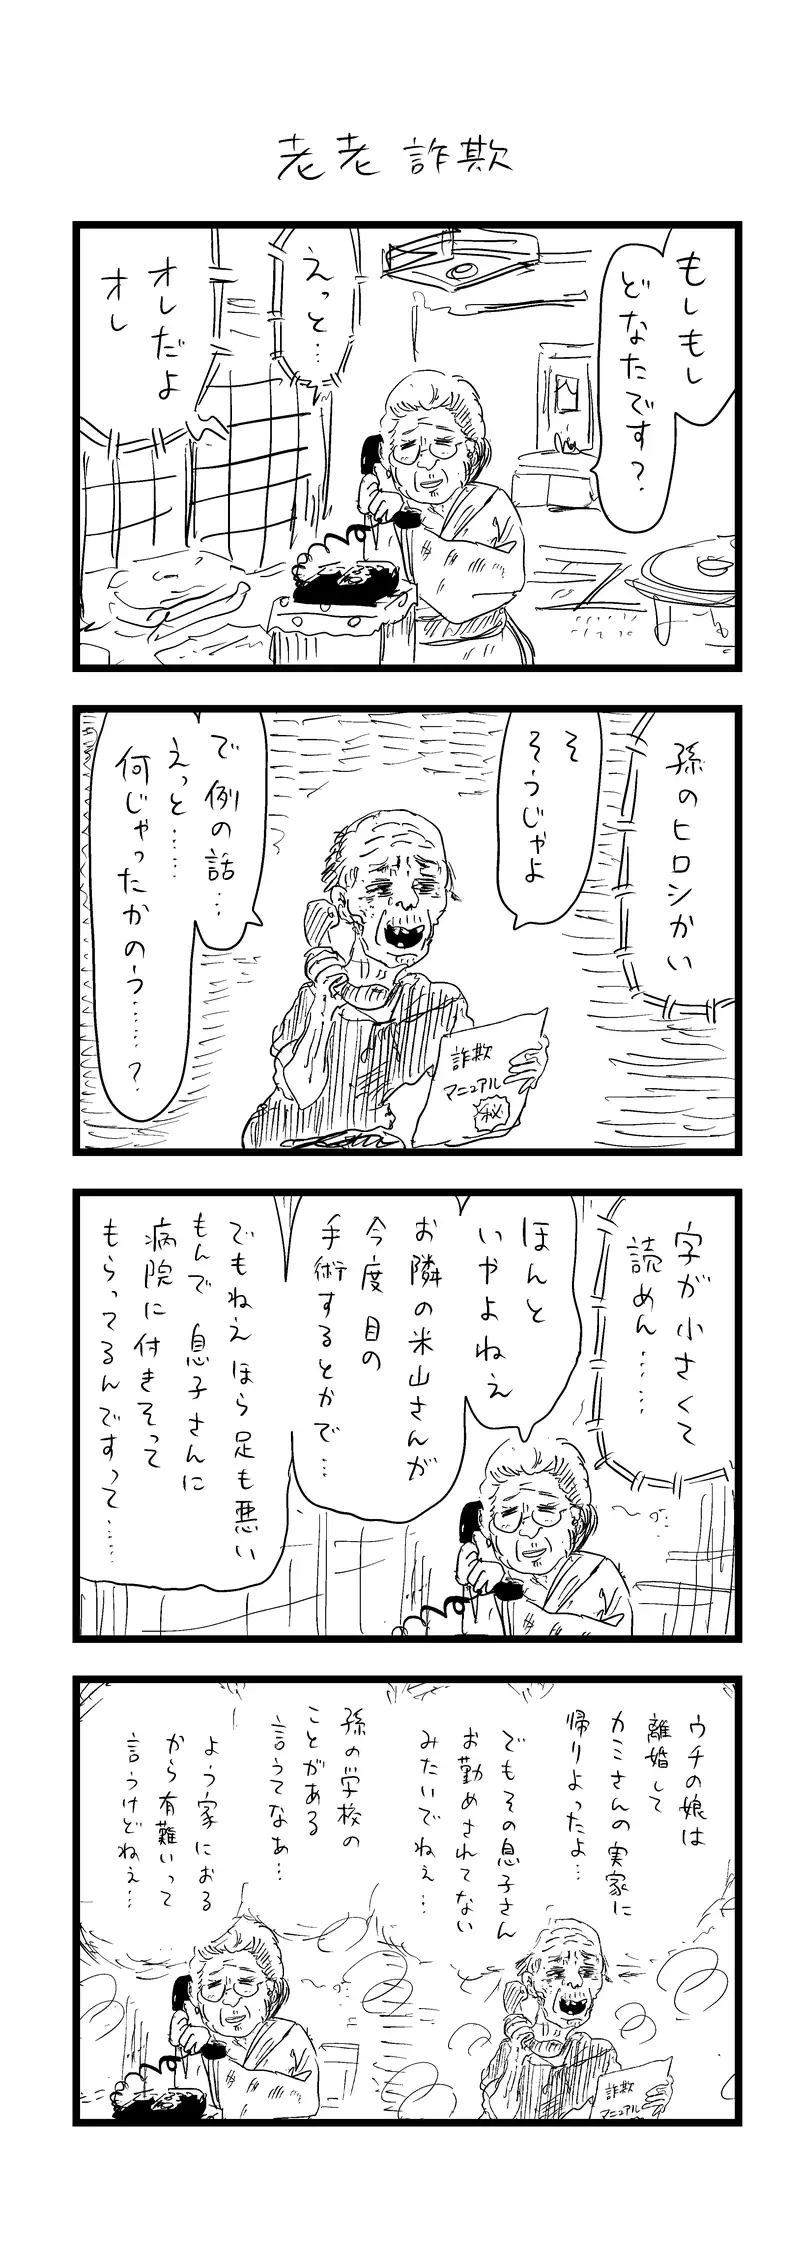 老老詐欺
もしもし
どなたです?
えっと…
オレだよ
オレ
孫のヒロシかい
そ
そうじゃよ
で例の話…
えっと……
何じゃったかのう……?
詐欺
マニュアル
秘
字が小さくて
読めん……
ほんと
いやよねえ
お隣の米山さんが
今度目の
手術するとかで…
でもねえほら足も悪い
もんで息子さんに
病院に付きそって
もらってるんですって……
ウチの娘は
離婚して
カミさんの実家に
帰りよったよ…
でもその息子さん
お勤めされてない
みたいでねぇ…
孫の学校の
ことがある
言うてなあ…
よう家におる
から有難いって
言うけどねぇ…
詐欺
マニュアル